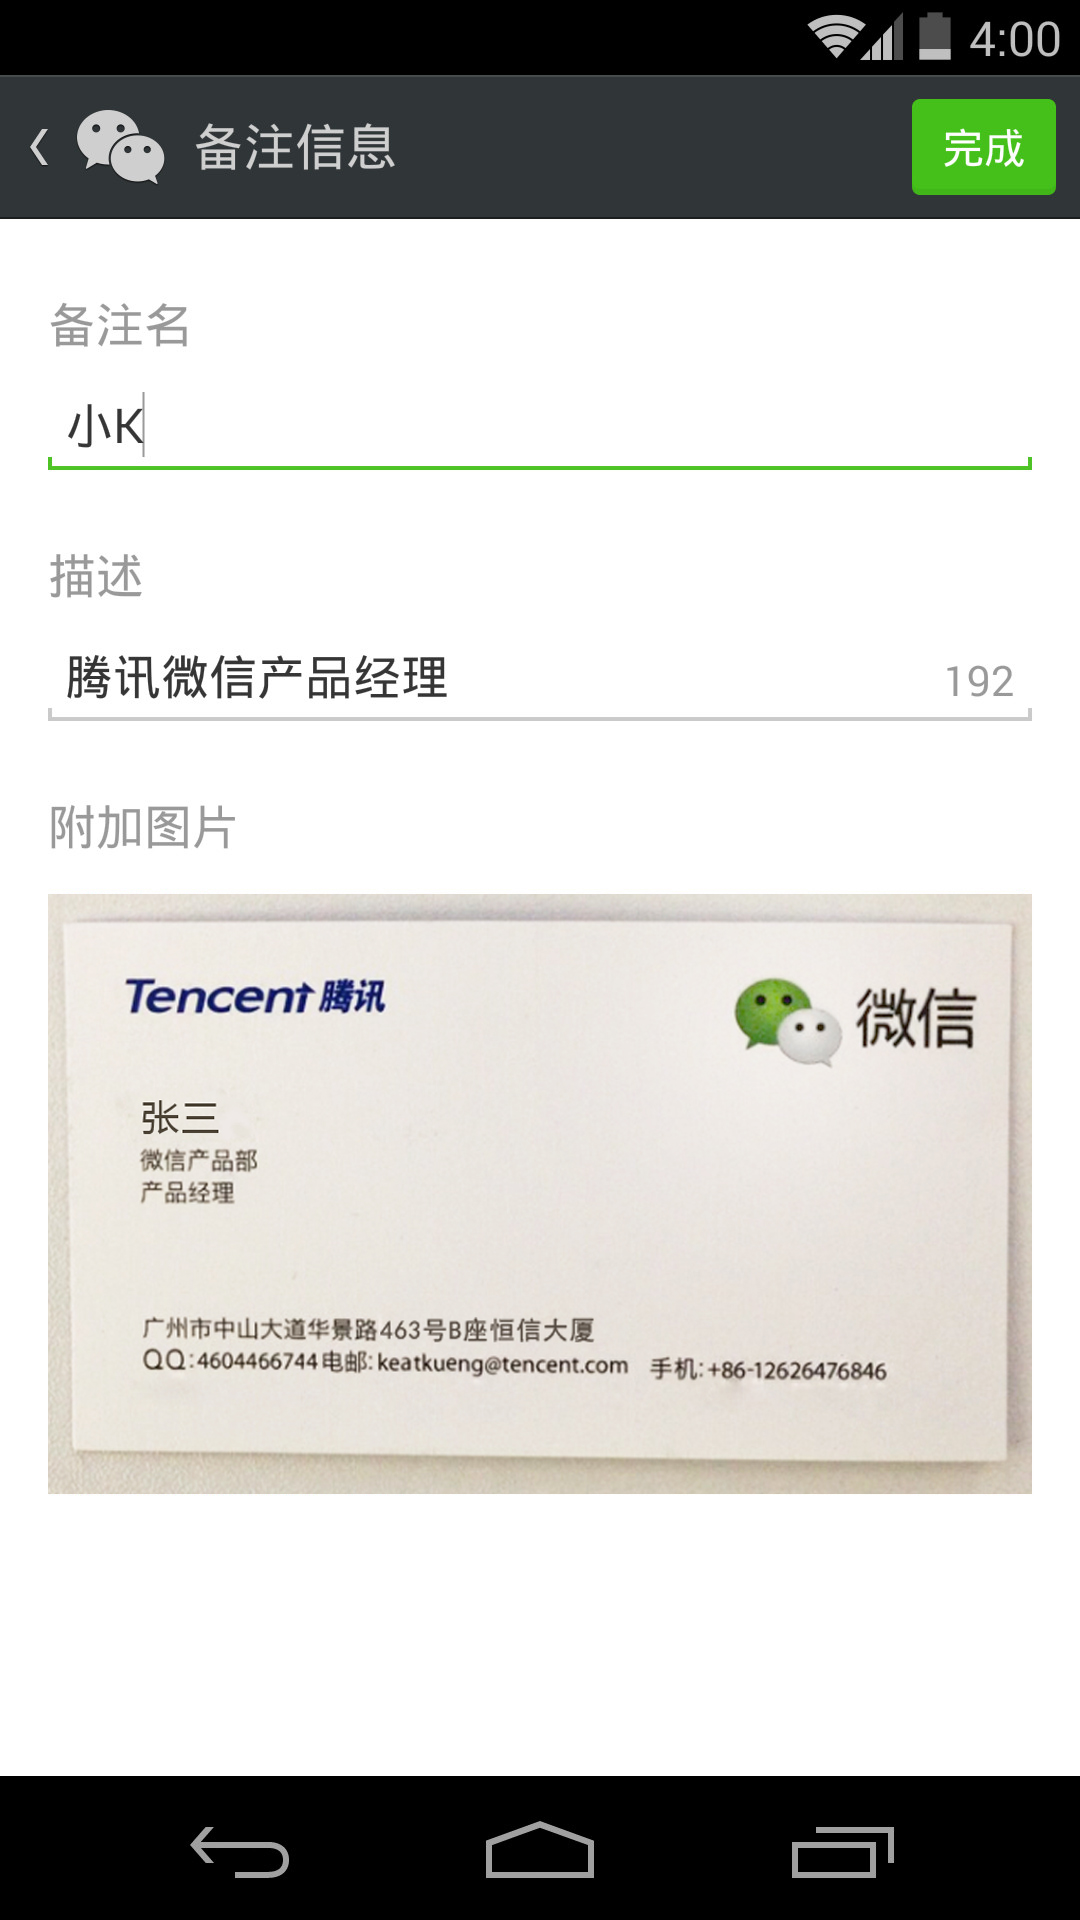 4:00
备注信息
完成
备注名
小K
描述
腾讯微信产品经理
192
附加图片
Tencent 腾讯
微信
张三
微信产品部
产品经理
广州市中山大道华景路463号B座恒信大厦
QQ:4604466744 电邮:keatkueng@tencent.com 手机:+86-12626476846